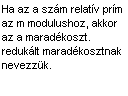 Ha az a szám relatív prím
az m modulushoz, akkor
az a maradékoszt.
redukált maradékosztnak
nevezzük.